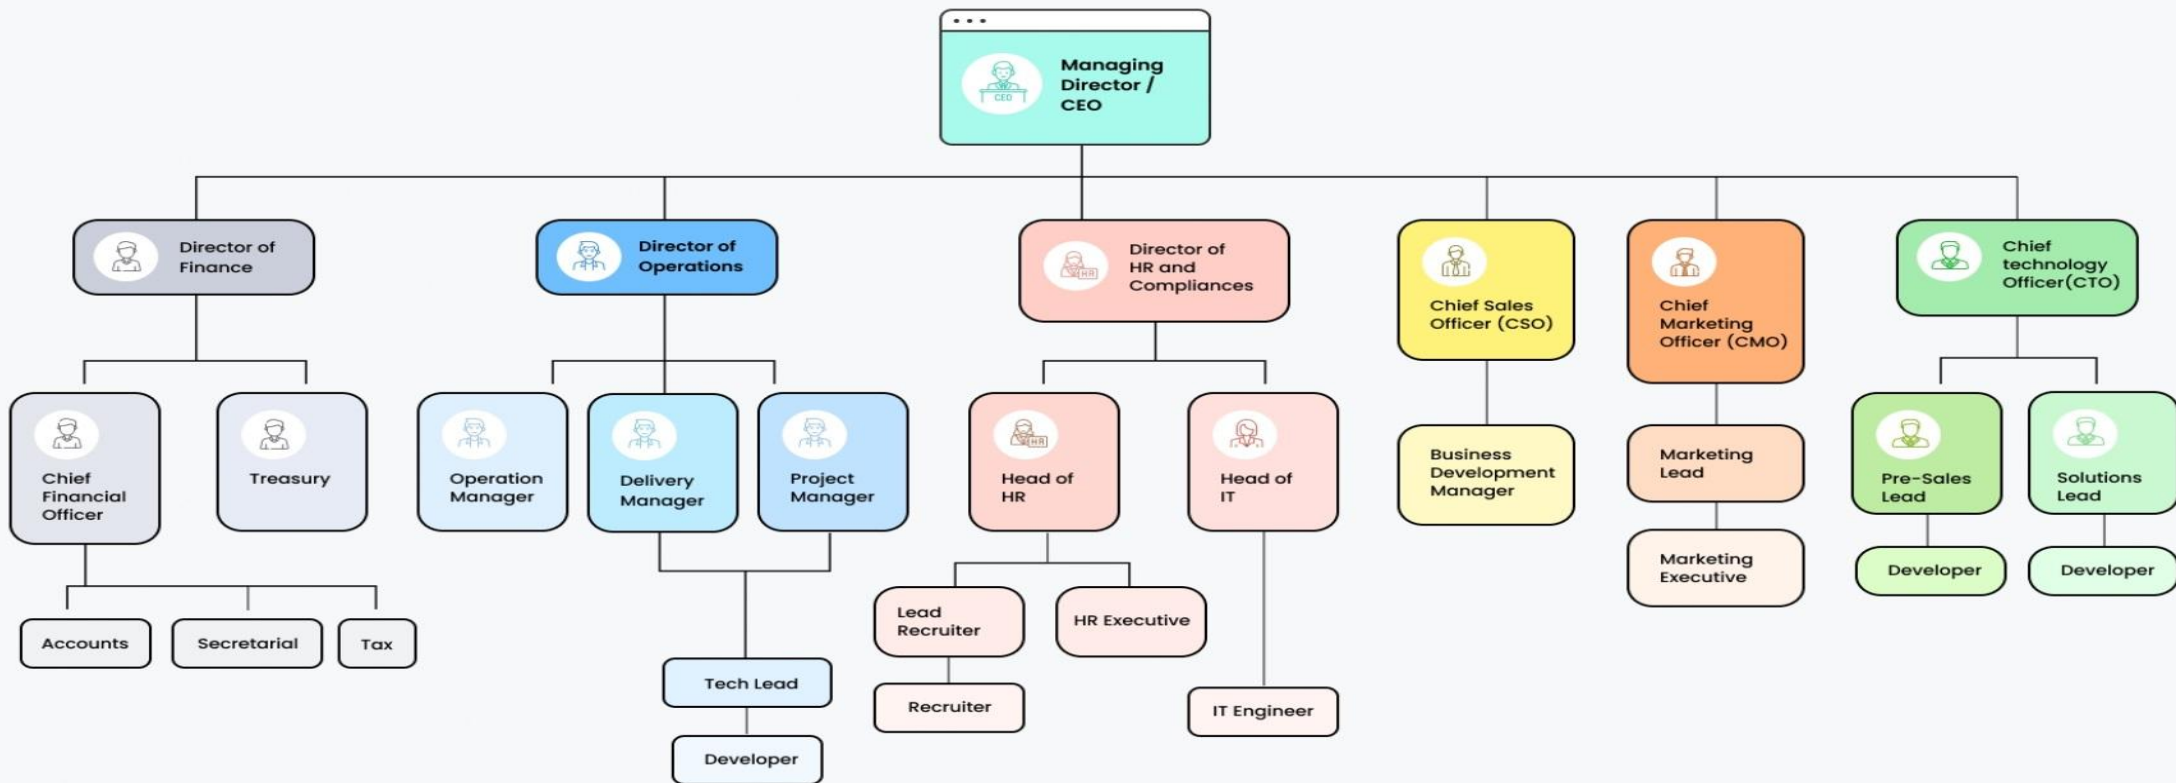 Managing
Director /
CEO
CEO
Director of
Finance
Director of
Operations
Director of
HR and
Compliances
HR
Chief Sales
Officer (CSO)
Chief
Marketing
Officer (CMO)
Chief
technology
Officer(CTO)
Chief
Financial
Officer
Treasury
Operation
Manager
Delivery
Manager
Project
Manager
HR
Head of
HR
Head of
IT
Business
Development
Manager
Marketing
Lead
Pre-Sales
Lead
Solutions
Lead
Marketing
Executive
Developer
Developer
Accounts
Secretarial
Tax
Lead
Recruiter
HR Executive
Tech Lead
Recruiter
IT Engineer
Developer